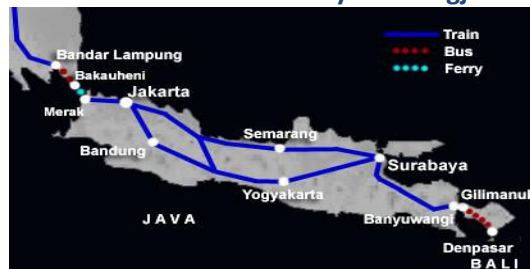 Train
Bus
Ferry
Bandar Lampung
Bakauheni
Jakarta
Merak
Semarang
Bandung
Surabaya
Yogyakarta
Gilimanuk
Banyuwangi
JAVA
Denpasar
BALI